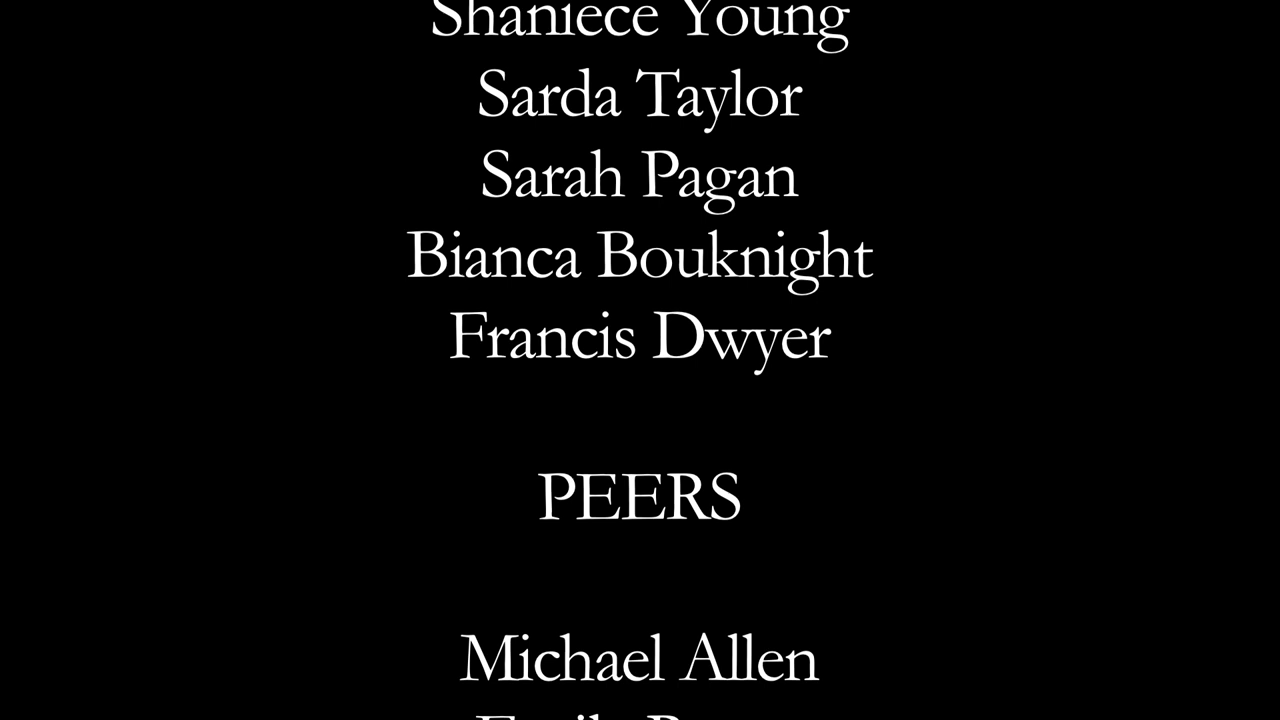 Shaniece Young
Sarda Taylor
Sarah Pagan
Bianca Bouknight
Francis Dwyer
PEERS
Michael Allen